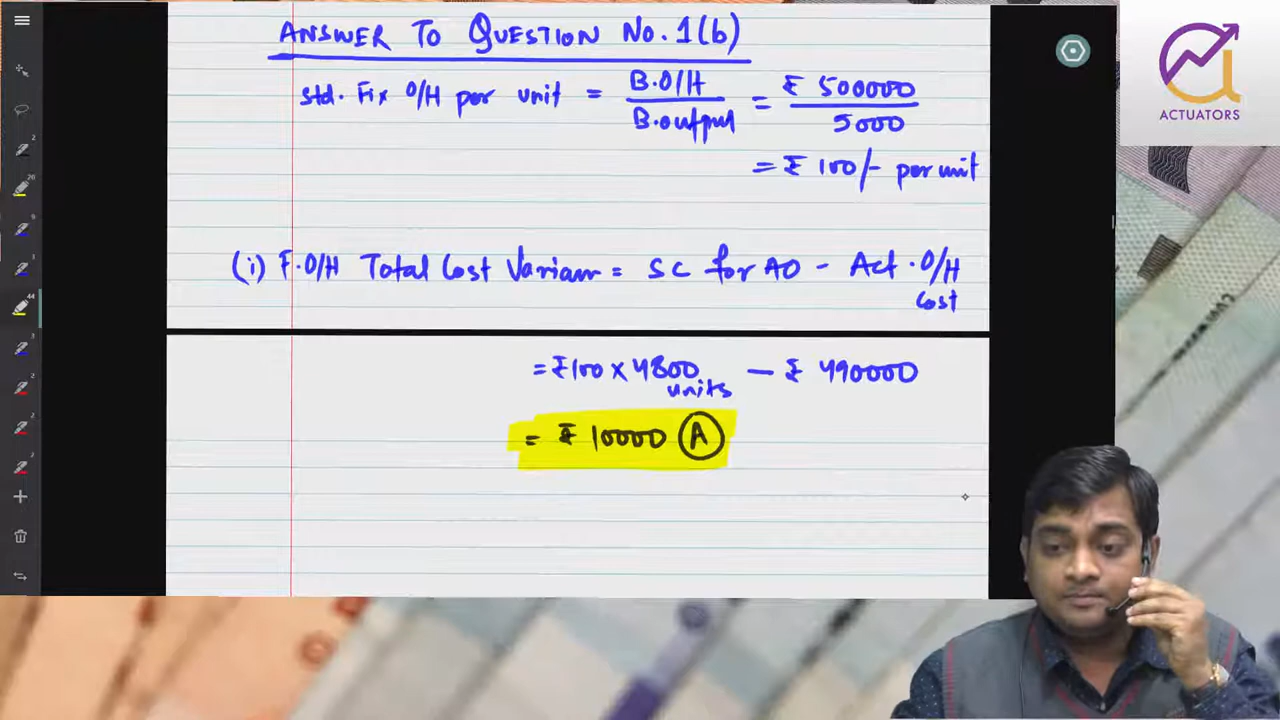 ANSWER TO QUESTION No. 1(b)
Std. Fix O/H per unit = B.O/H / B.output = ₹ 500000 / 5000
= ₹ 100/- per unit
(i) F.O/H Total Cost Varian = SC for AO - Act. O/H
Cost
= ₹100 × 4800 units — ₹ 490000
= ₹ 10000 (A)
ACTUATORS